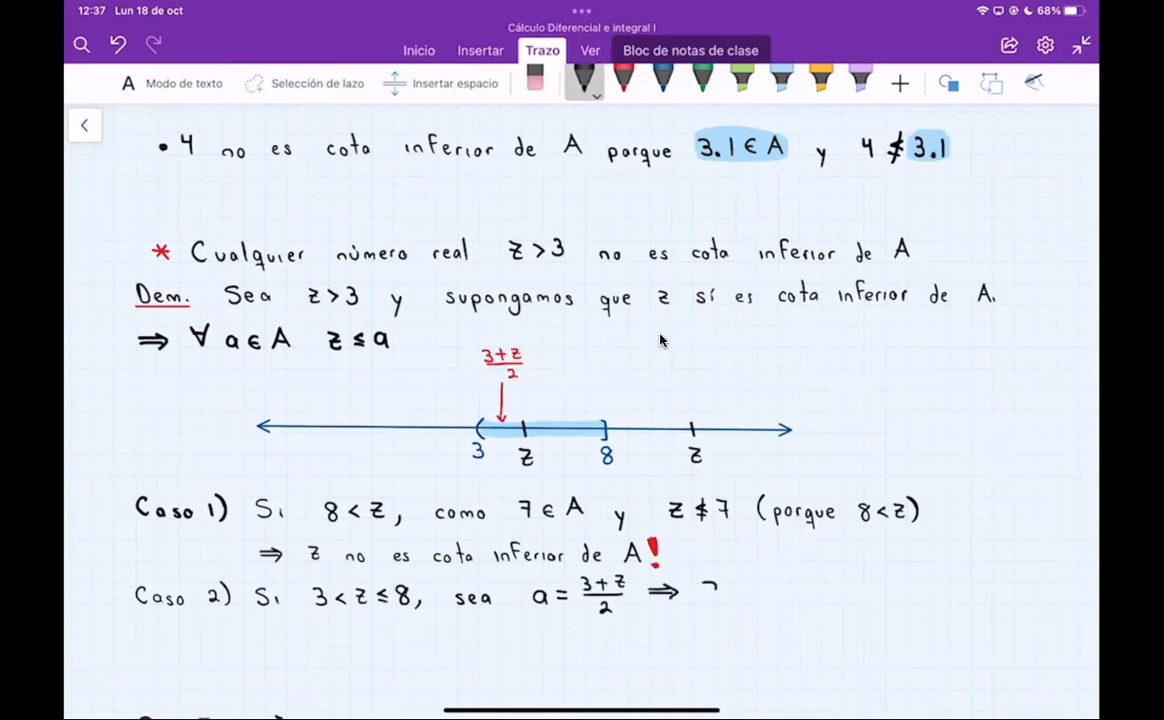 12:37 Lun 18 de oct
68%
Cálculo Diferencial e integral I
Inicio Insertar Trazo Ver Bloc de notas de clase
A Modo de texto Selección de lazo Insertar espacio
• 4 no es cota inferior de A porque 3.1 ∈ A y 4 ≰ 3.1
* Cualquier número real z > 3 no es cota inferior de A
Dem. Sea z > 3 y supongamos que z sí es cota inferior de A.
⇒ ∀ a ∈ A z ≤ a
3+z
2
3 z 8 z
Caso 1) Si 8 < z, como 7 ∈ A y z ≰ 7 (porque 8 < z)
⇒ z no es cota inferior de A!
Caso 2) Si 3 < z ≤ 8, sea a = 3+z/2 ⇒